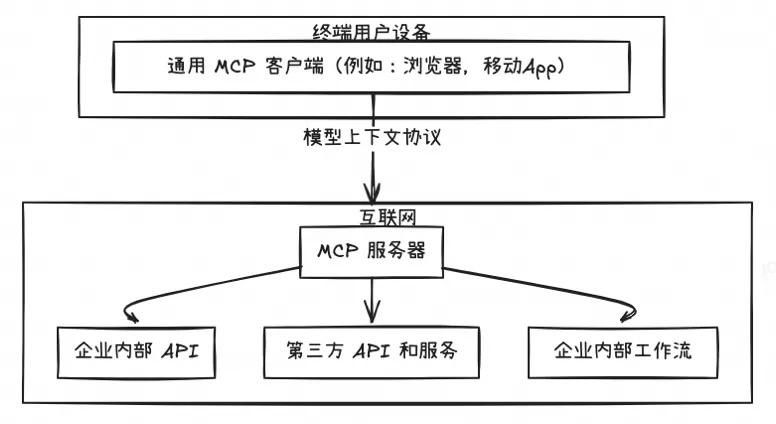 终端用户设备
通用 MCP 客户端（例如：浏览器，移动App）
模型上下文协议
互联网
MCP 服务器
企业内部 API
第三方 API 和服务
企业内部工作流